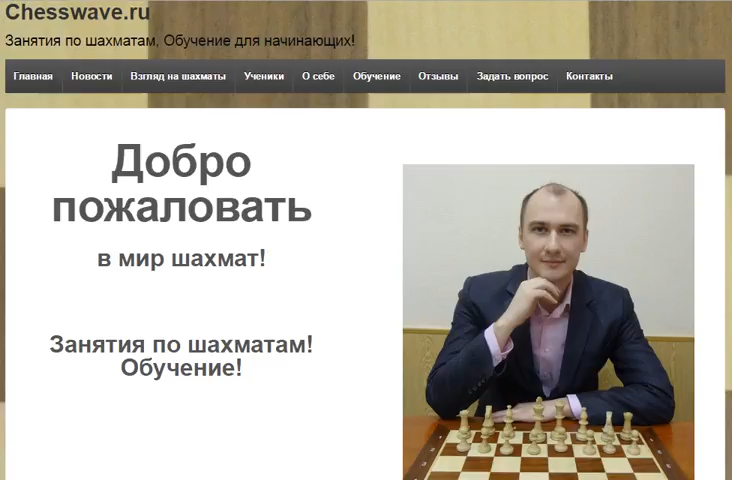 Chesswave.ru
Занятия по шахматам, Обучение для начинающих!
Главная Новости Взгляд на шахматы Ученики О себе Обучение Отзывы Задать вопрос Контакты
Добро
пожаловать
в мир шахмат!
Занятия по шахматам!
Обучение!